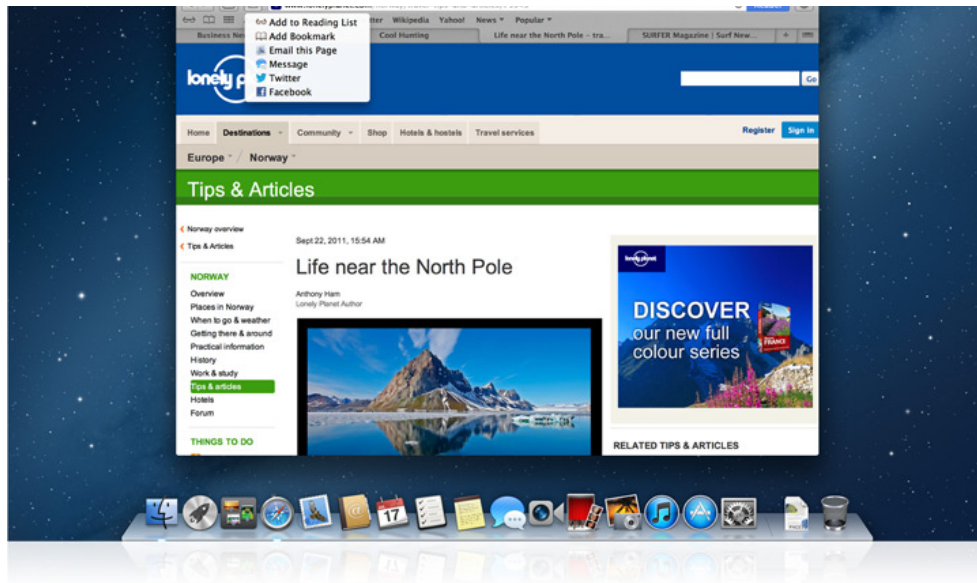 Reader
Add to Reading List
Add Bookmark
Email this Page
Message
Twitter
Facebook
Wikipedia Yahoo! News Popular
Cool Hunting
Life near the North Pole – tra...
SURFER Magazine | Surf New...
lonely
Go
Home Destinations Community Shop Hotels & hostels Travel services
Register Sign in
Europe / Norway
Tips & Articles
Norway overview
Tips & Articles
NORWAY
Overview
Places in Norway
When to go & weather
Getting there & around
Practical information
History
Work & study
Tips & articles
Hotels
Forum
THINGS TO DO
Sept 22, 2011, 15:54 AM
Life near the North Pole
Anthony Ham
Lonely Planet Author
lonely planet
DISCOVER
our new full
colour series
FRANCE
RELATED TIPS & ARTICLES
17